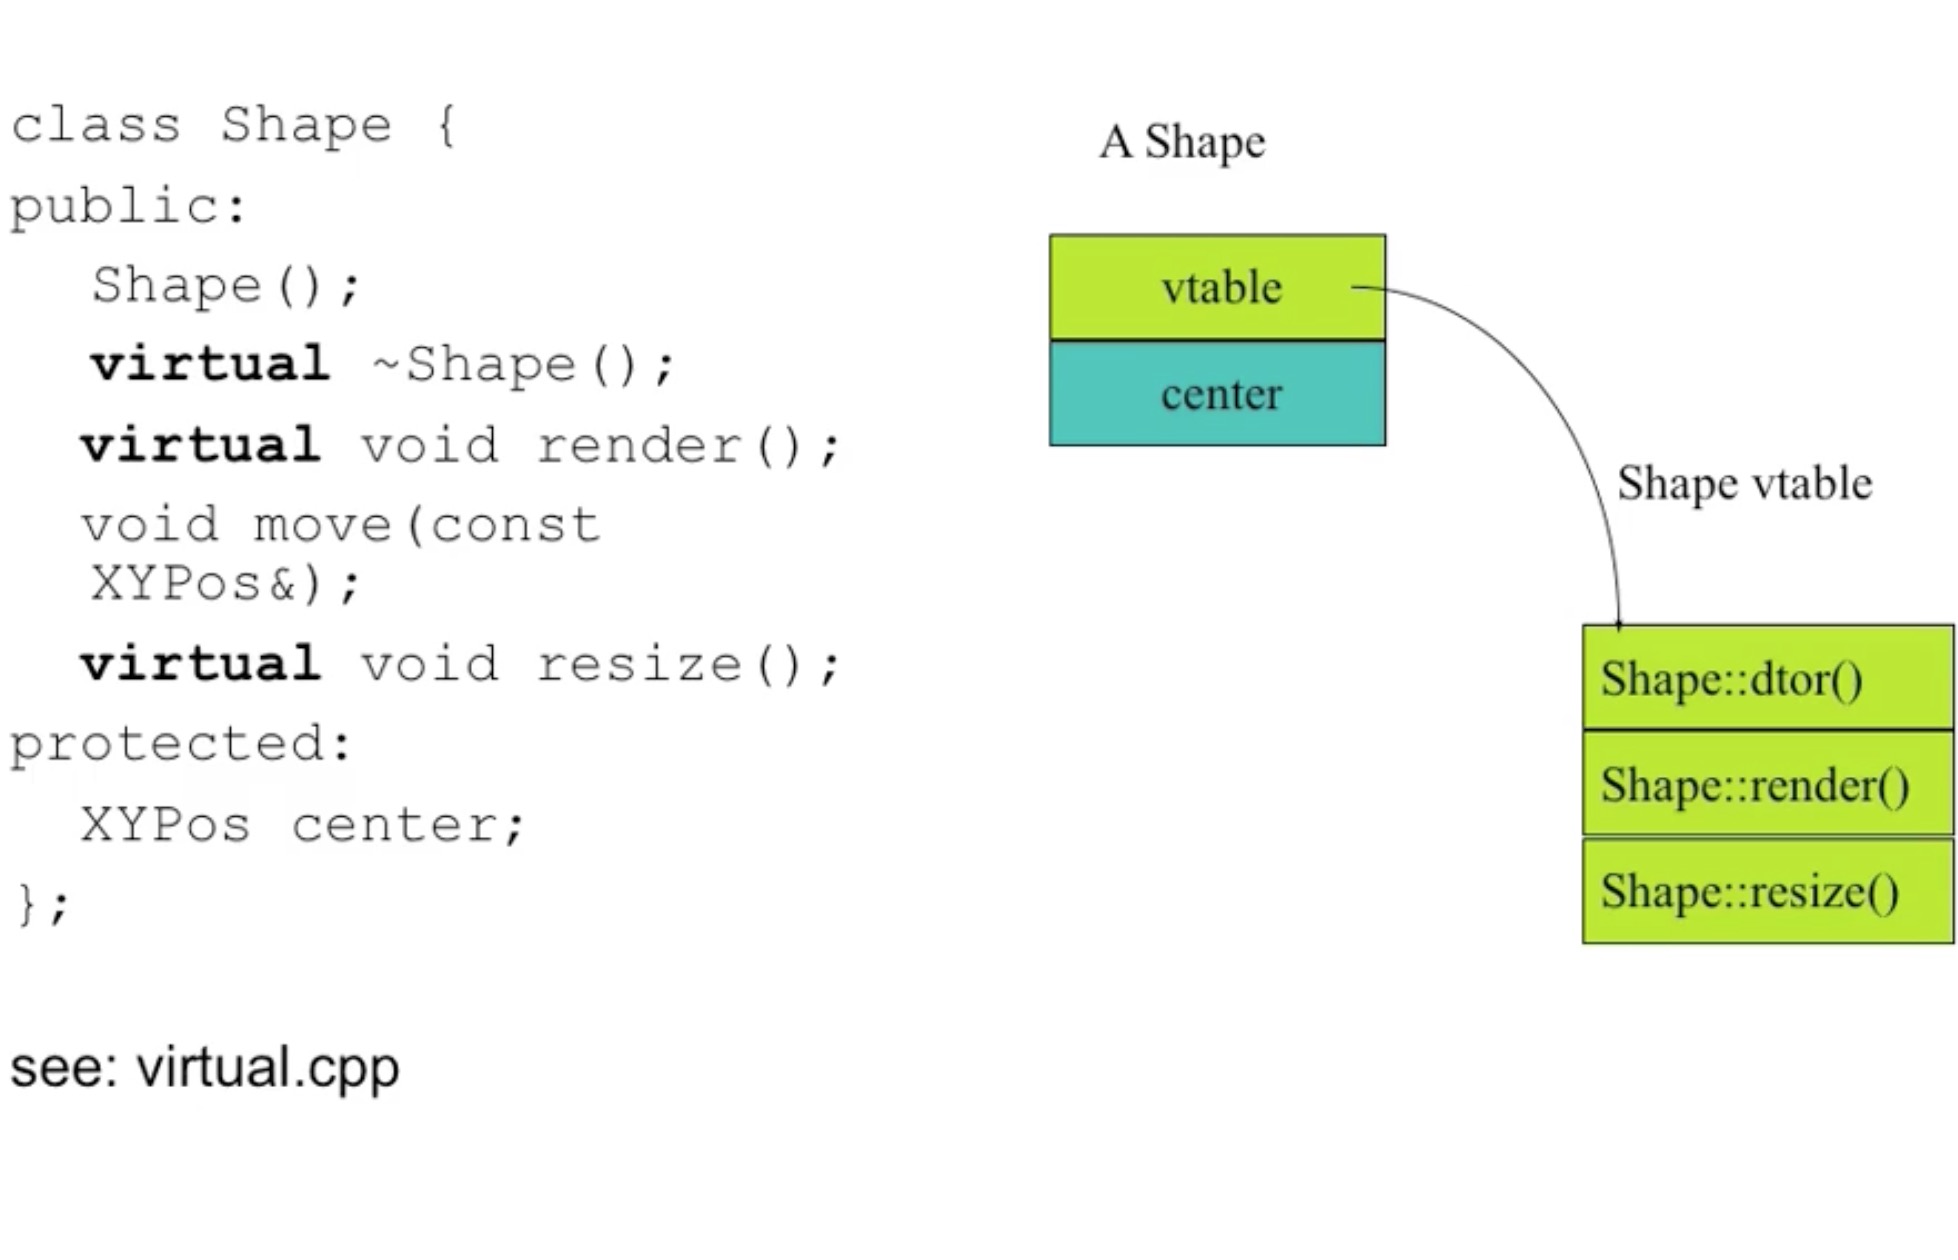 class Shape {
public:
Shape();
virtual ~Shape();
virtual void render();
void move(const
XYPos&);
virtual void resize();
protected:
XYPos center;
};
see: virtual.cpp
A Shape
vtable
center
Shape vtable
Shape::dtor()
Shape::render()
Shape::resize()